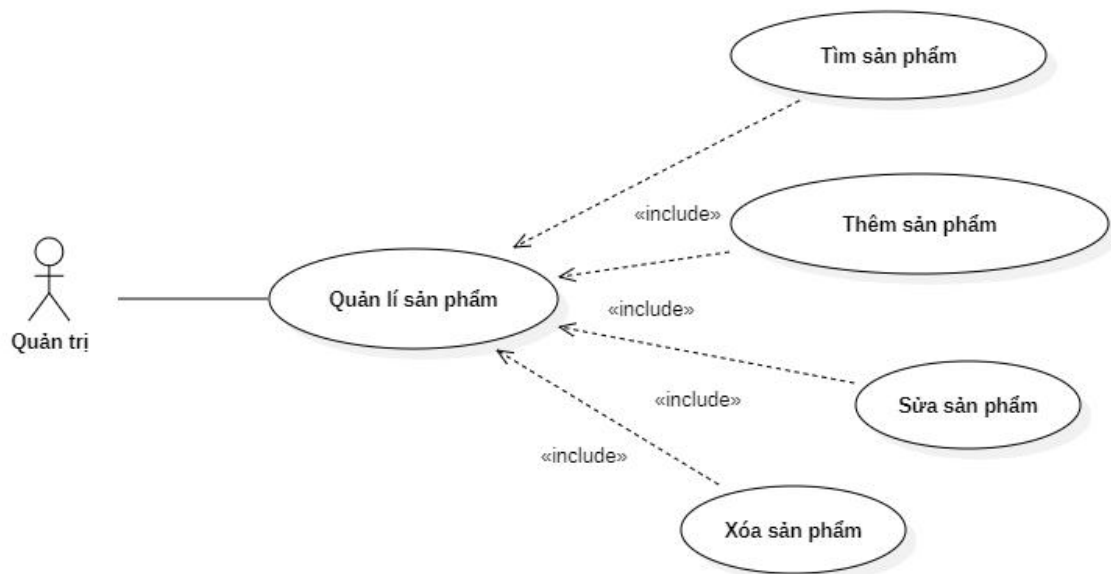 Tìm sản phẩm
«include»
Thêm sản phẩm
Quản lí sản phẩm
«include»
Quản trị
«include»
Sửa sản phẩm
«include»
Xóa sản phẩm